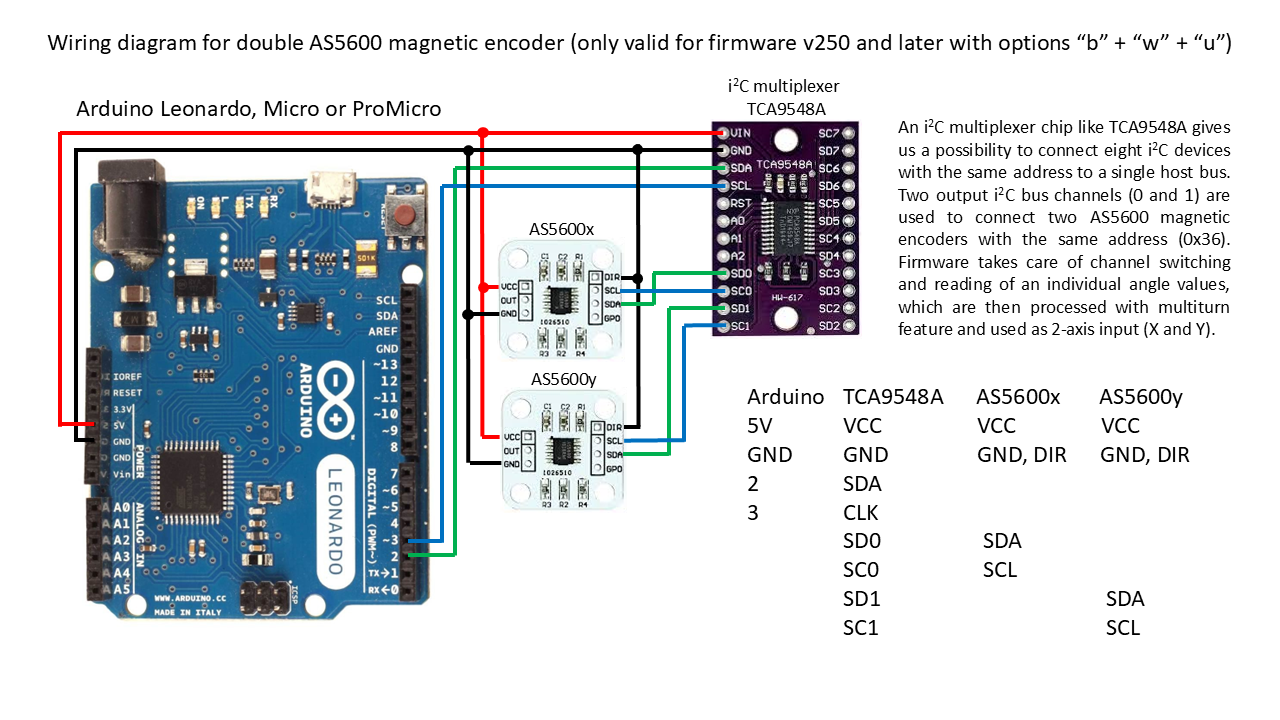 Wiring diagram for double AS5600 magnetic encoder (only valid for firmware v250 and later with options “b” + “w” + “u”)
Arduino Leonardo, Micro or ProMicro
i²C multiplexer
TCA9548A
An i²C multiplexer chip like TCA9548A gives
us a possibility to connect eight i²C devices
with the same address to a single host bus.
Two output i²C bus channels (0 and 1) are
used to connect two AS5600 magnetic
encoders with the same address (0x36).
Firmware takes care of channel switching
and reading of an individual angle values,
which are then processed with multiturn
feature and used as 2-axis input (X and Y).
VIN SC7
GND SD7
SDA TCA9548A SC6
SCL SD6
RST SC5
A0 SD5
A1 SC4
A2 SD4
SD0 SC3
SC0 SD3
SD1 HW-617 SC2
SC1 SD2
AS5600x
C1 C2 R1
DIR
VCC SCL
OUT SDA
GND GPO
1026510
R3 R2 R4
AS5600y
C1 C2 R1
DIR
VCC SCL
OUT SDA
GND GPO
1026510
R3 R2 R4
ON L TX RX
501K
SCL
SDA
AREF
GND
~13
12
~11
~10
~9
8
7
~6
~5
4
~3
2
TX→1
RX←0
DIGITAL (PWM~)
ARDUINO
LEONARDO
IOREF
RESET
3.3V
5V
GND
GND
Vin
POWER
A0
A1
A2
A3
A4
A5
ANALOG IN
ICSP
WWW.ARDUINO.CC
MADE IN ITALY
Arduino TCA9548A AS5600x AS5600y
5V VCC VCC VCC
GND GND GND, DIR GND, DIR
2 SDA
3 CLK
SD0 SDA
SC0 SCL
SD1 SDA
SC1 SCL